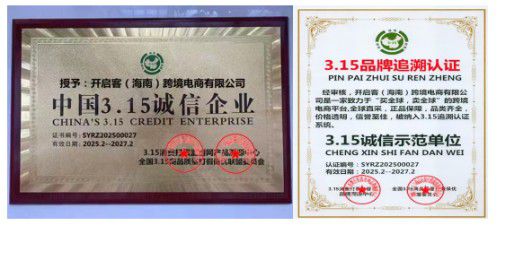 授予：开启客（海南）跨境电商有限公司
中国3.15诚信企业
CHINA'S 3.15 CREDIT ENTERPRISE
证书编号：SYRZ202500027
有效日期：2025.2--2027.2
3.15品牌追溯认证
PIN PAI ZHUI SU REN ZHENG
经审核，开启客（海南）跨境电商有限公
司是一家致力于“买全球，卖全球”的跨境
电商平台,全球直采，正品保障，品类齐全，
价格透明，信誉至佳，被纳入3.15追溯认证
系统。
3.15诚信示范单位
CHENG XIN SHI FAN DAN WEI
认证编号：SYRZ202500027
有效日期：2025.2--2027.2